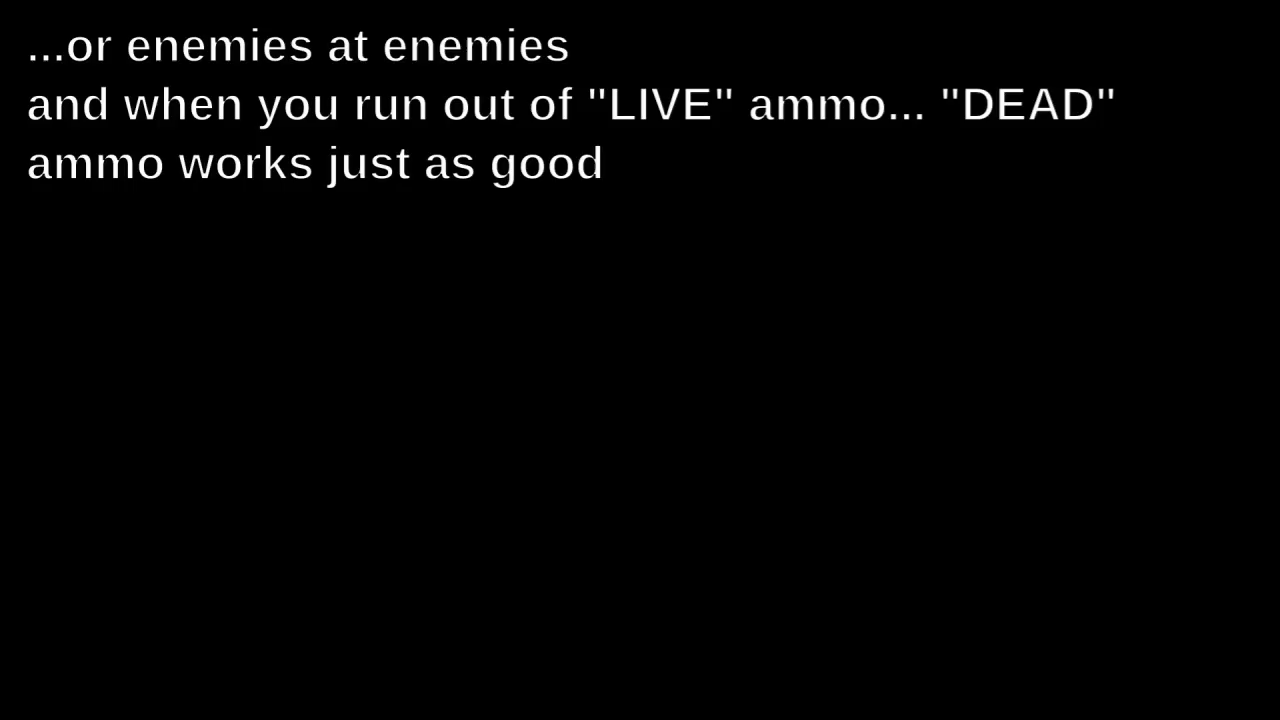 ...or enemies at enemies
and when you run out of "LIVE" ammo... "DEAD"
ammo works just as good